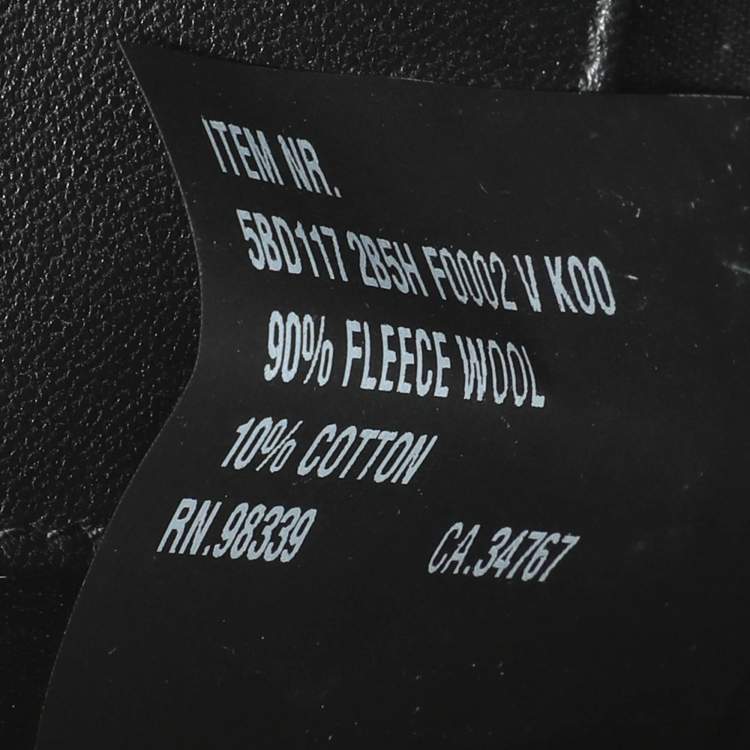 ITEM NR.
5BD117 2B5H F0002 V K00
90% FLEECE WOOL
10% COTTON
RN.98339 CA.34767